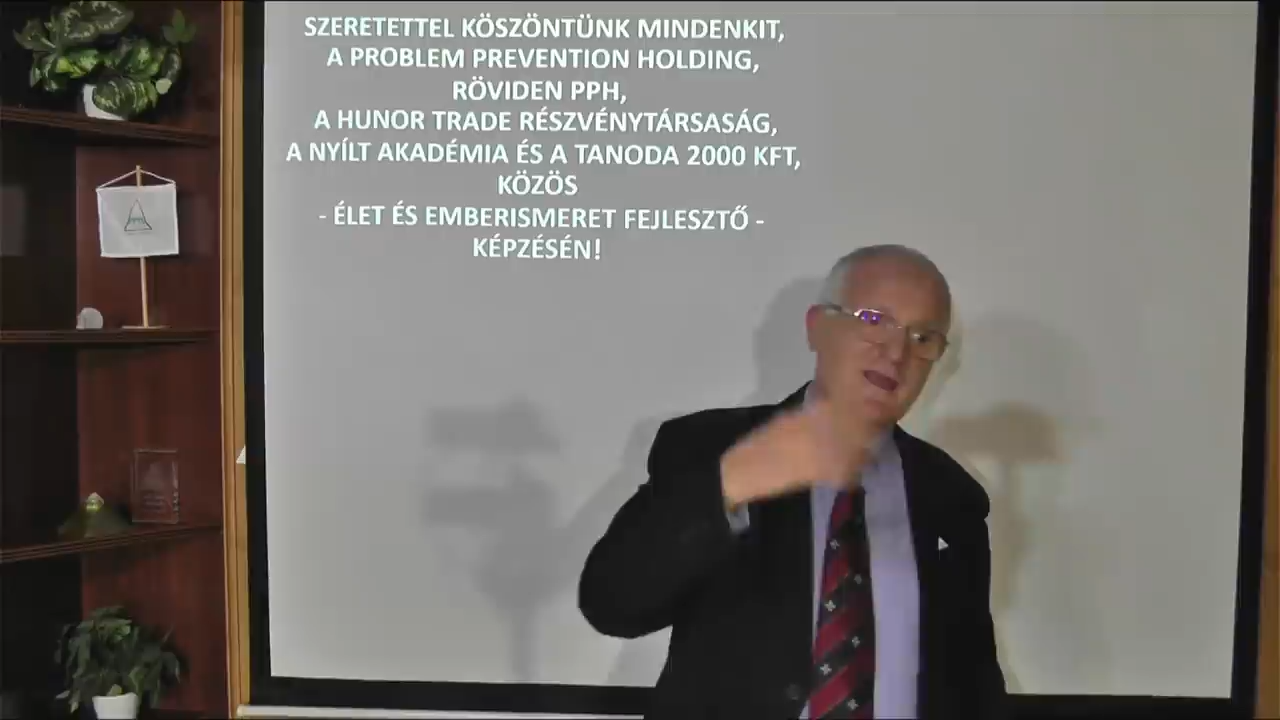 SZERETETTEL KÖSZÖNTÜNK MINDENKIT,
A PROBLEM PREVENTION HOLDING,
RÖVIDEN PPH,
A HUNOR TRADE RÉSZVÉNYTÁRSASÁG,
A NYÍLT AKADÉMIA ÉS A TANODA 2000 KFT,
KÖZÖS
- ÉLET ÉS EMBERISMERET FEJLESZTŐ -
KÉPZÉSÉN!